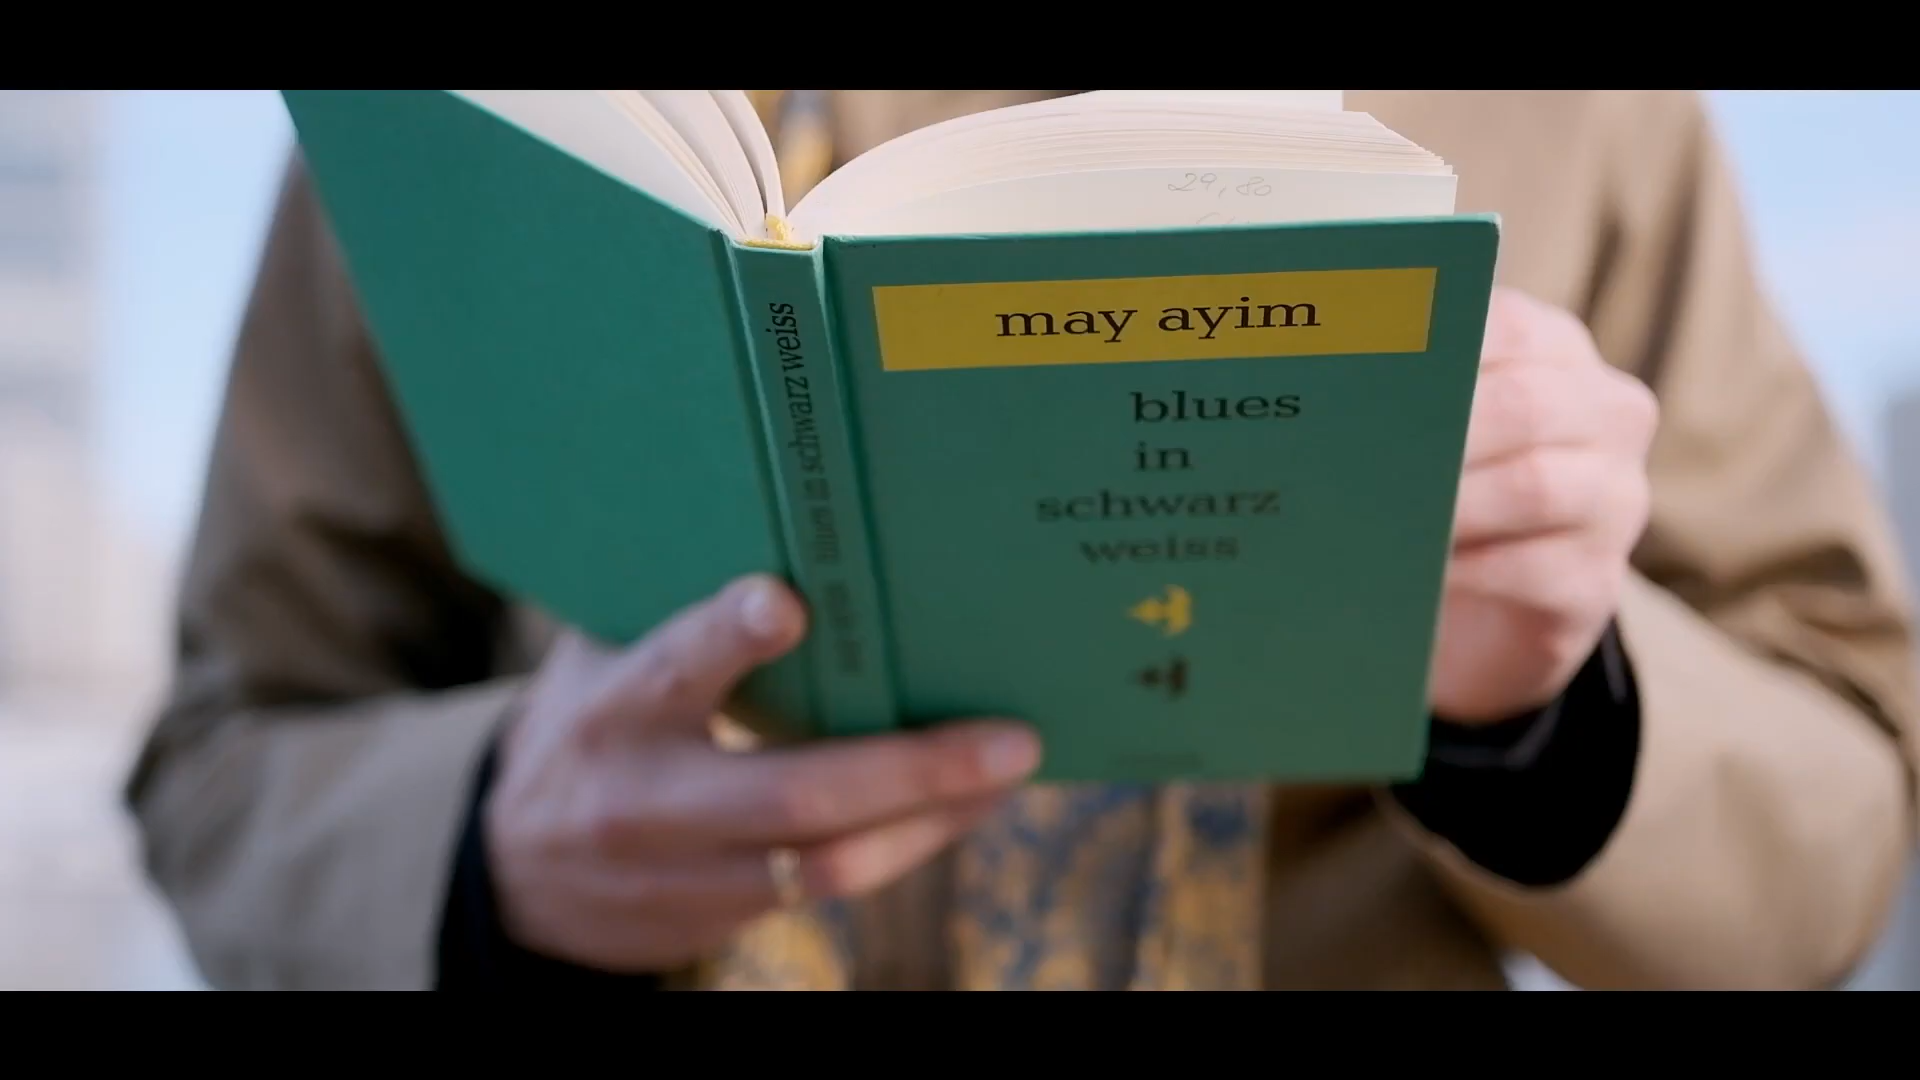 29,80
may ayim
blues
in
schwarz
weiss
blues in schwarz weiss